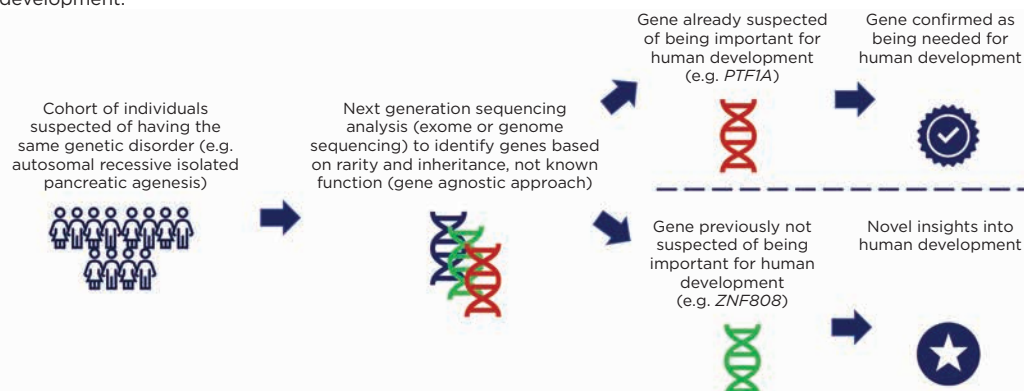 development.
Cohort of individuals
suspected of having the
same genetic disorder (e.g.
autosomal recessive isolated
pancreatic agenesis)
Next generation sequencing
analysis (exome or genome
sequencing) to identify genes based
on rarity and inheritance, not known
function (gene agnostic approach)
Gene already suspected
of being important for
human development
(e.g. PTF1A)
Gene confirmed as
being needed for
human development
Gene previously not
suspected of being
important for human
development
(e.g. ZNF808)
Novel insights into
human development